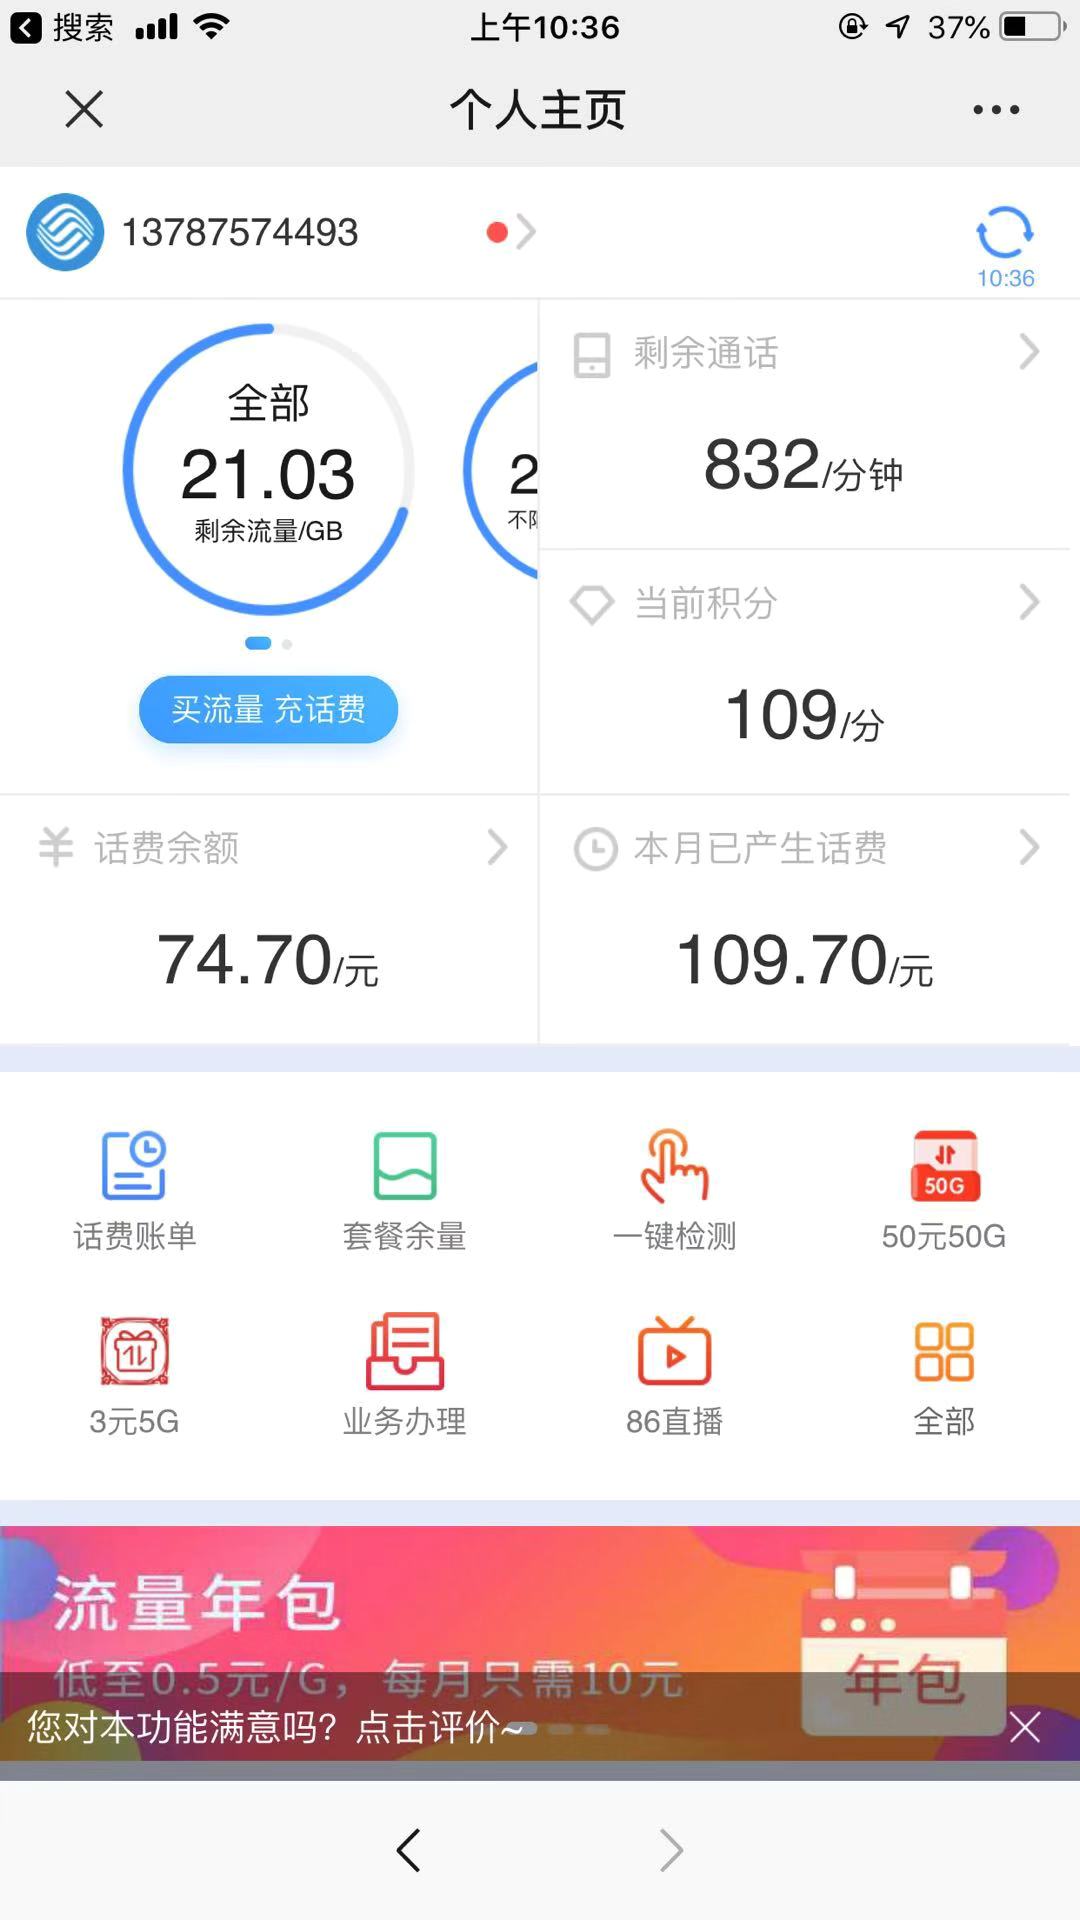 搜索
上午10:36
37%
个人主页
13787574493
10:36
全部
21.03
剩余流量/GB
2
买流量 充话费
剩余通话
832/分钟
当前积分
109/分
话费余额
74.70/元
本月已产生话费
109.70/元
话费账单
套餐余量
一键检测
50G
50元50G
3元5G
业务办理
86直播
全部
流量年包
低至0.5元/G，每月只需10元
年包
您对本功能满意吗？点击评价~